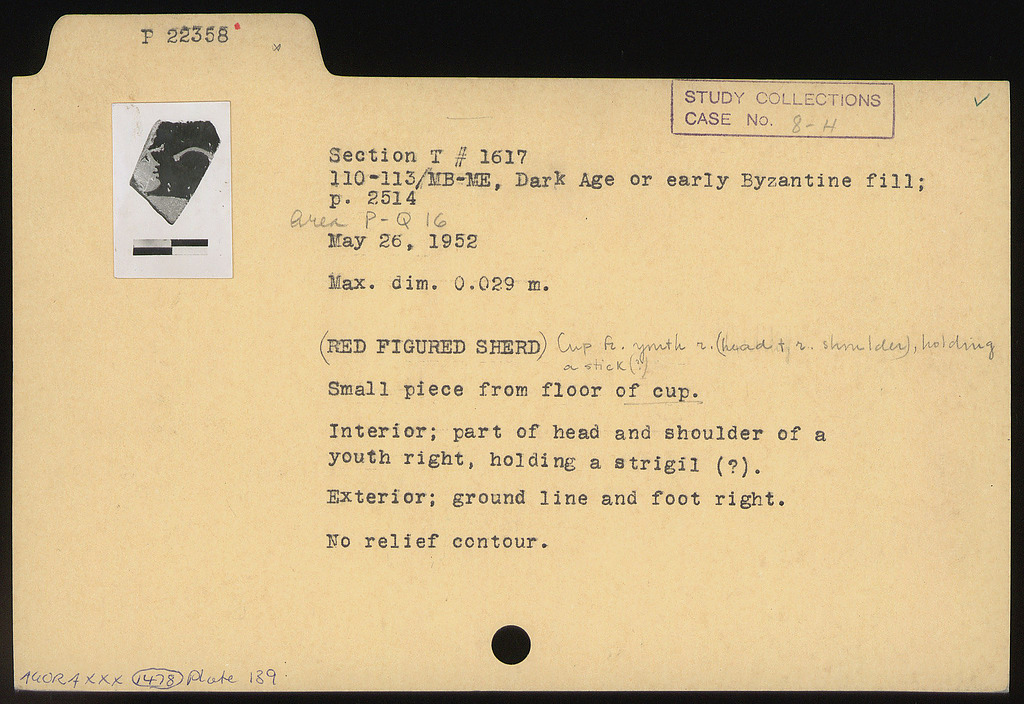 P 22358
x
STUDY COLLECTIONS
CASE No. 8-H
Section T # 1617
110-113/MB-ME, Dark Age or early Byzantine fill;
p. 2514
area P-Q 16
May 26, 1952
Max. dim. 0.029 m.
(RED FIGURED SHERD) Cup fr. youth r. (head + r. shoulder), holding
a stick (?)
Small piece from floor of cup.
Interior; part of head and shoulder of a
youth right, holding a strigil (?).
Exterior; ground line and foot right.
No relief contour.
AGORA XXX 1478 Plate 139